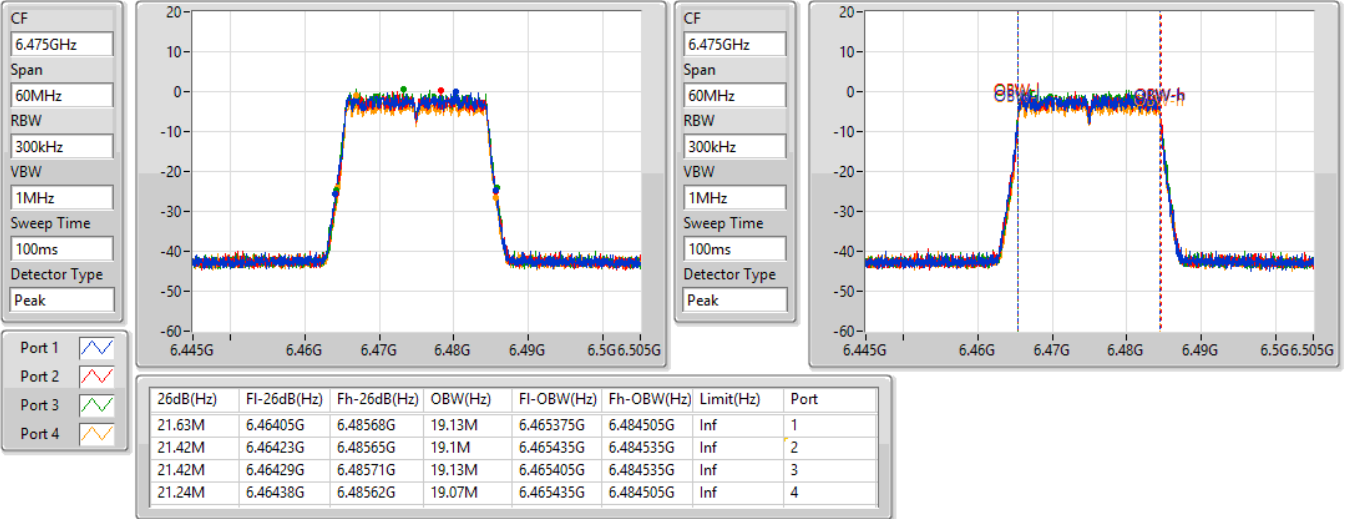 CF
6.475GHz
Span
60MHz
RBW
300kHz
VBW
1MHz
Sweep Time
100ms
Detector Type
Peak
20
10
0
-10
-20
-30
-40
-50
-60
6.445G 6.46G 6.47G 6.48G 6.49G 6.5G 6.505G
CF
6.475GHz
Span
60MHz
RBW
300kHz
VBW
1MHz
Sweep Time
100ms
Detector Type
Peak
20
10
0
-10
-20
-30
-40
-50
-60
OBW-l OBW-h
6.445G 6.46G 6.47G 6.48G 6.49G 6.5G 6.505G
Port 1
Port 2
Port 3
Port 4
26dB(Hz) Fl-26dB(Hz) Fh-26dB(Hz) OBW(Hz) Fl-OBW(Hz) Fh-OBW(Hz) Limit(Hz) Port
21.63M 6.46405G 6.48568G 19.13M 6.465375G 6.484505G Inf 1
21.42M 6.46423G 6.48565G 19.1M 6.465435G 6.484535G Inf 2
21.42M 6.46429G 6.48571G 19.13M 6.465405G 6.484535G Inf 3
21.24M 6.46438G 6.48562G 19.07M 6.465435G 6.484505G Inf 4